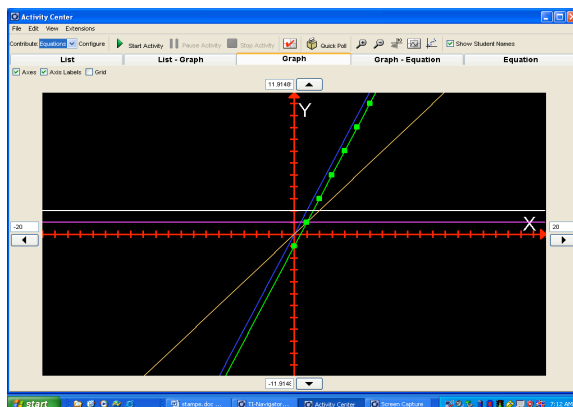 Activity Center
File Edit View Extensions
Contribute: Equations Configure Start Activity Pause Activity Stop Activity Quick Poll Show Student Names
List List - Graph Graph Graph - Equation Equation
Axes Axis Labels Grid
11.9148
Y
-20 X 20
-11.9148
start stampe.doc ... TI-Navigator... Activity Center Screen Capture 7:12 AM